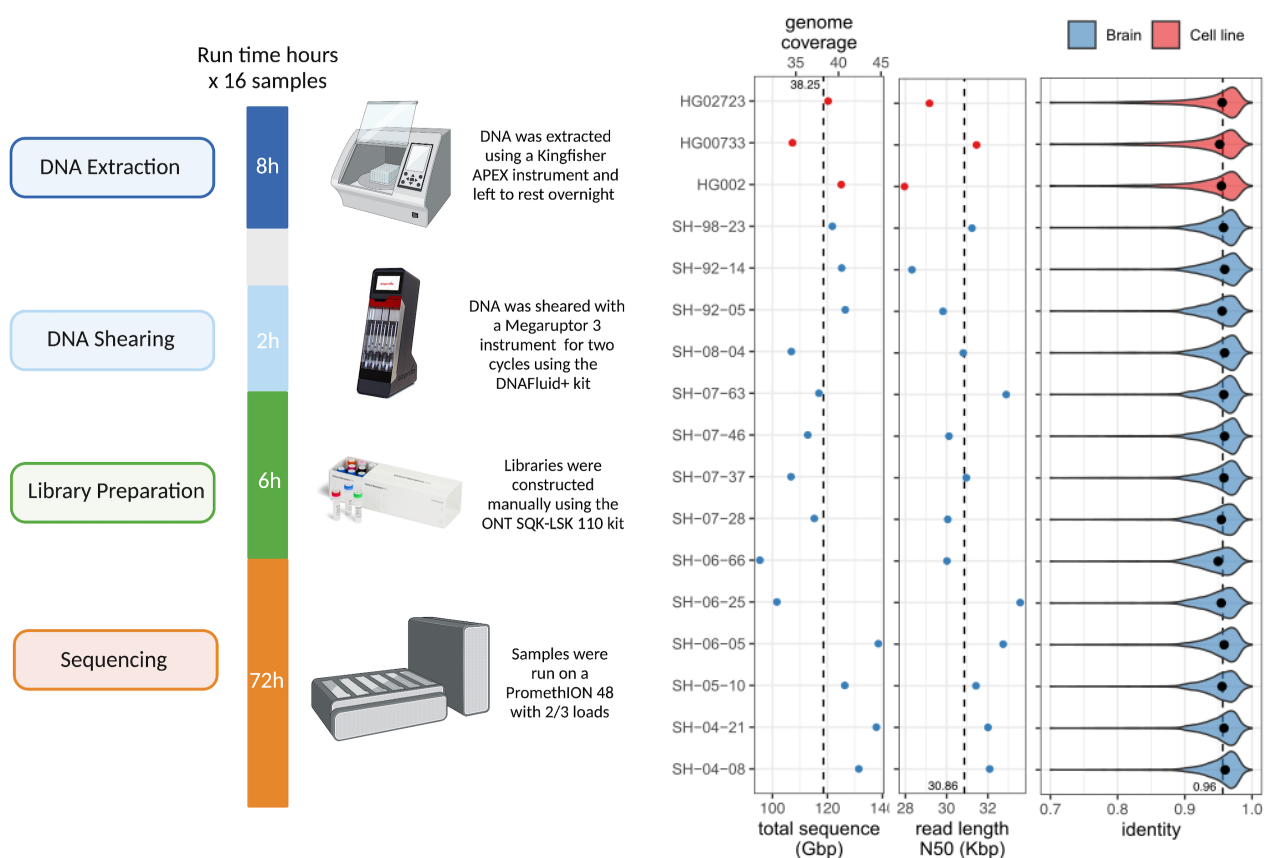 Run time hours
x 16 samples
DNA Extraction
8h
DNA was extracted
using a Kingfisher
APEX instrument and
left to rest overnight
DNA Shearing
2h
DNA was sheared with
a Megaruptor 3
instrument for two
cycles using the
DNAFluid+ kit
Library Preparation
6h
Libraries were
constructed
manually using the
ONT SQK-LSK 110 kit
Sequencing
72h
Samples were
run on a
PromethION 48
with 2/3 loads
genome
coverage
35 40 45
38.25
Brain Cell line
HG02723
HG00733
HG002
SH-98-23
SH-92-14
SH-92-05
SH-08-04
SH-07-63
SH-07-46
SH-07-37
SH-07-28
SH-06-66
SH-06-25
SH-06-05
SH-05-10
SH-04-21
SH-04-08
30.86
0.96
100 120 140
28 30 32
0.7 0.8 0.9 1.0
total sequence
(Gbp)
read length
N50 (Kbp)
identity